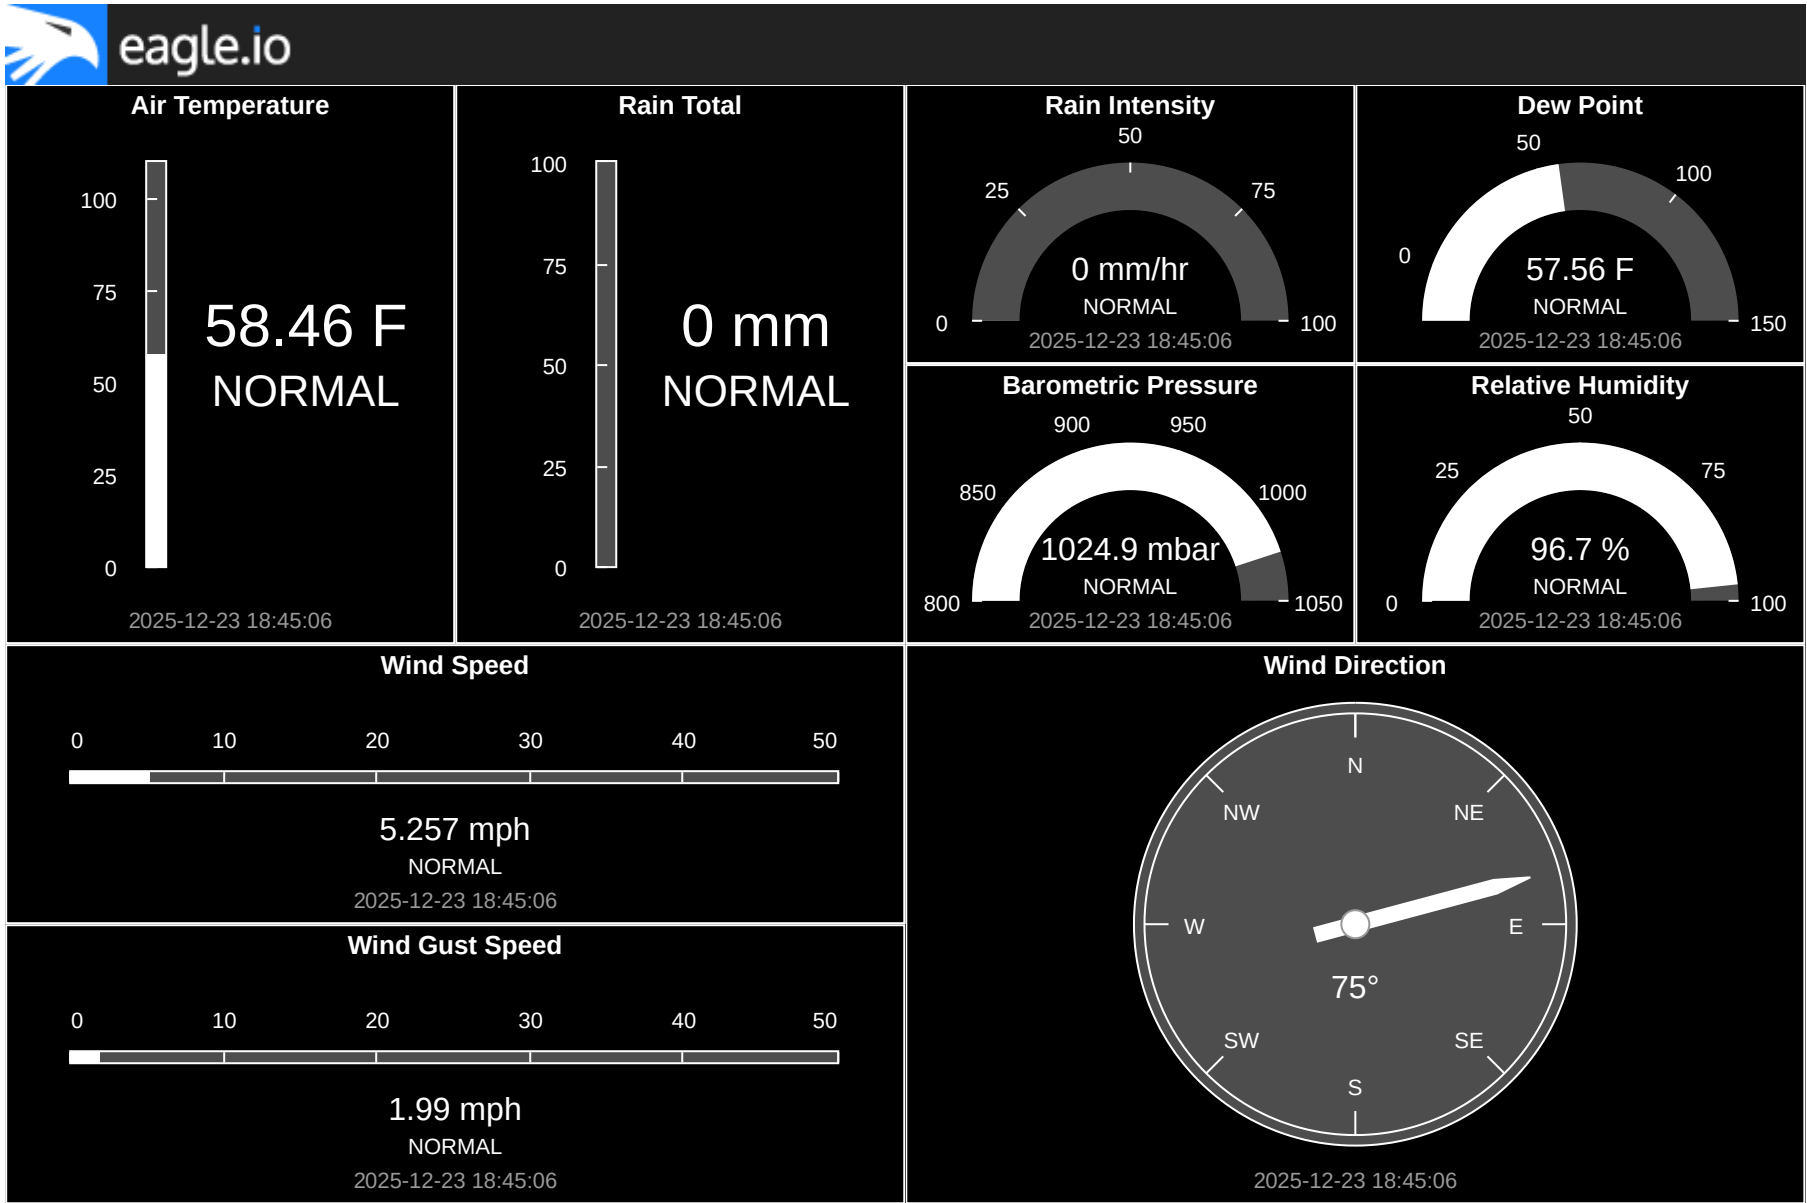 eagle.io
Air Temperature
100
75
50
25
0
58.46 F
NORMAL
2025-12-23 18:45:06
Rain Total
100
75
50
25
0
0 mm
NORMAL
2025-12-23 18:45:06
Rain Intensity
50
25
75
0
100
0 mm/hr
NORMAL
2025-12-23 18:45:06
Dew Point
50
100
0
150
57.56 F
NORMAL
2025-12-23 18:45:06
Barometric Pressure
900
950
850
1000
800
1050
1024.9 mbar
NORMAL
2025-12-23 18:45:06
Relative Humidity
50
25
75
0
100
96.7 %
NORMAL
2025-12-23 18:45:06
Wind Speed
0 10 20 30 40 50
5.257 mph
NORMAL
2025-12-23 18:45:06
Wind Gust Speed
0 10 20 30 40 50
1.99 mph
NORMAL
2025-12-23 18:45:06
Wind Direction
N
NW NE
W E
75°
SW SE
S
2025-12-23 18:45:06